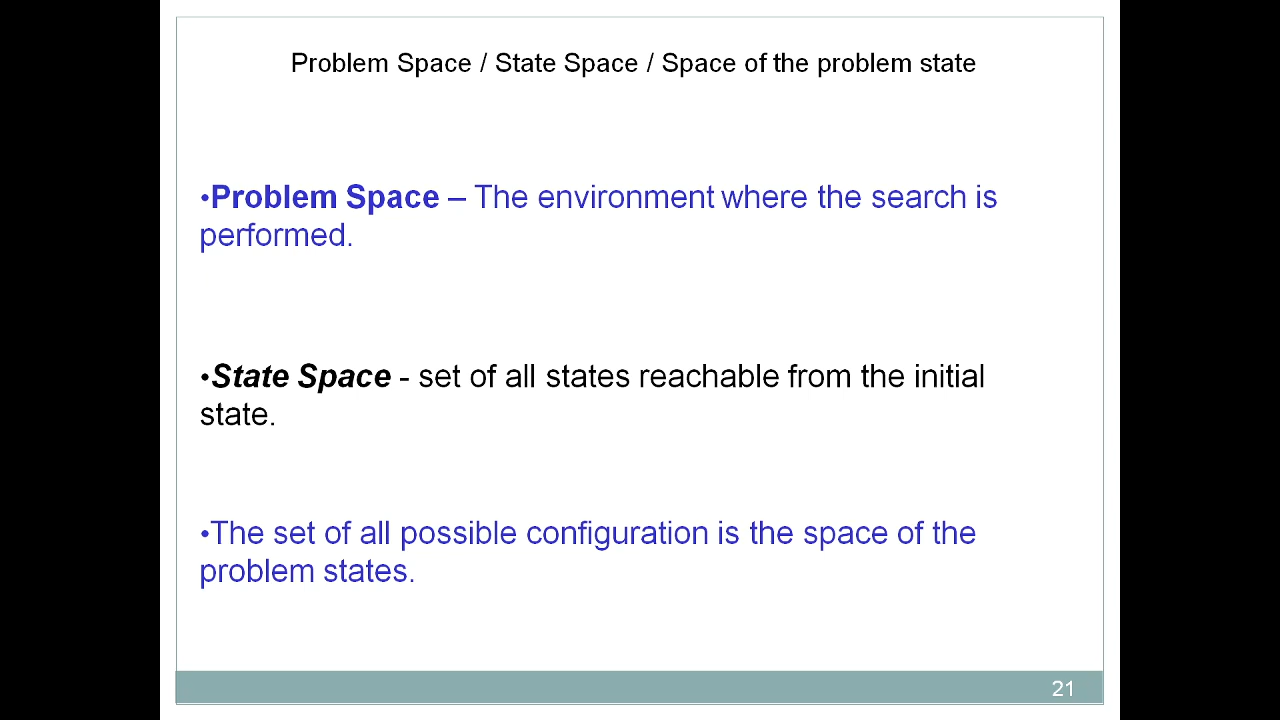 Problem Space / State Space / Space of the problem state
•Problem Space – The environment where the search is
performed.
•State Space - set of all states reachable from the initial
state.
•The set of all possible configuration is the space of the
problem states.
21